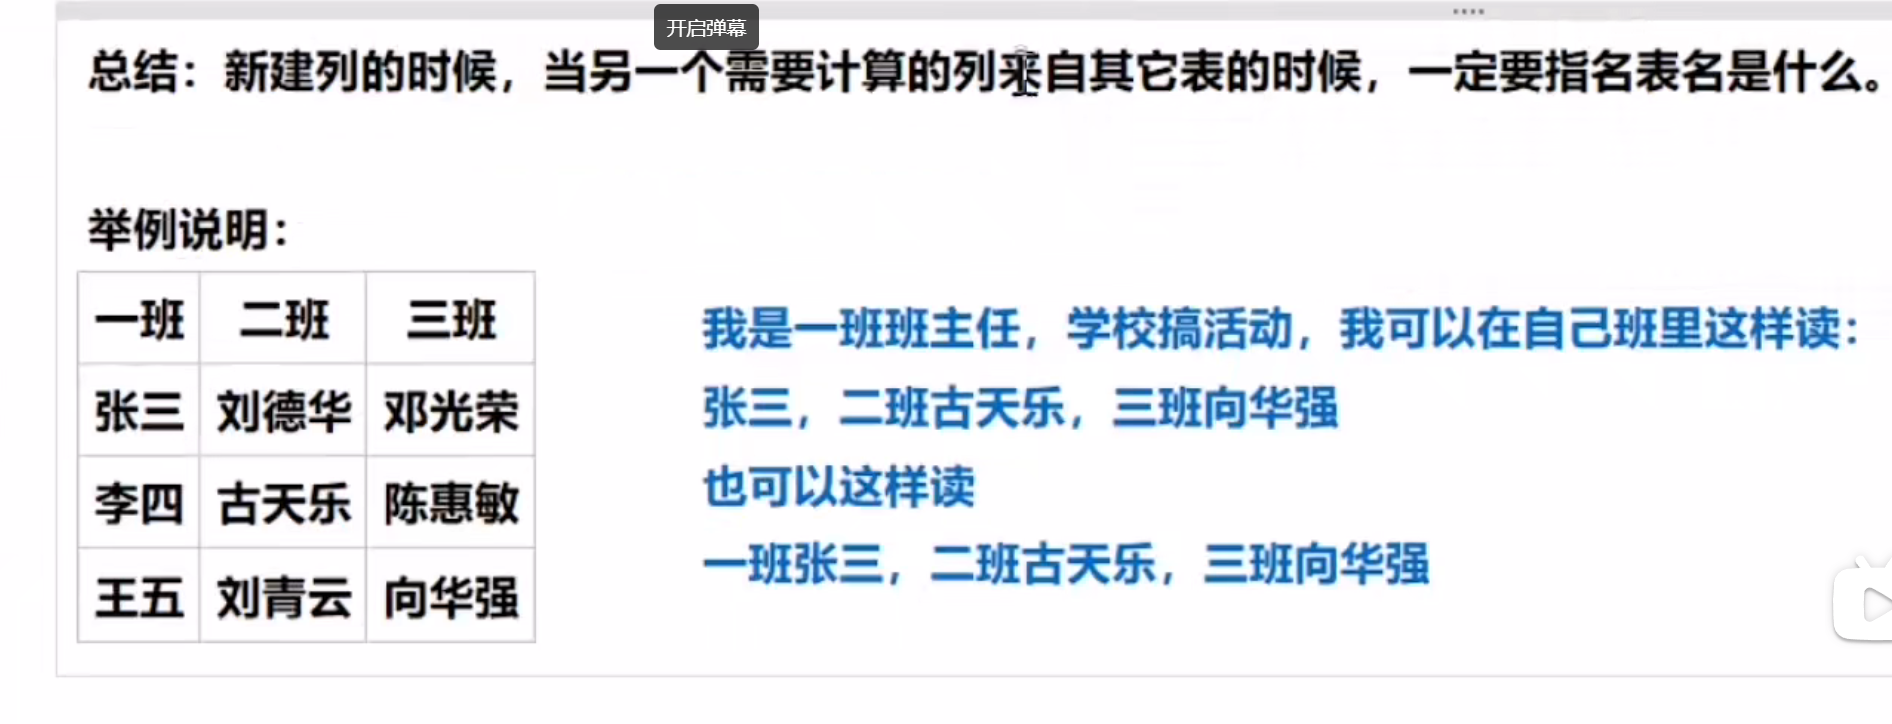 开启弹幕
总结：新建列的时候，当另一个需要计算的列来自其它表的时候，一定要指名表名是什么。
举例说明：
一班 二班 三班
张三 刘德华 邓光荣
李四 古天乐 陈惠敏
王五 刘青云 向华强
我是一班班主任，学校搞活动，我可以在自己班里这样读：
张三，二班古天乐，三班向华强
也可以这样读
一班张三，二班古天乐，三班向华强